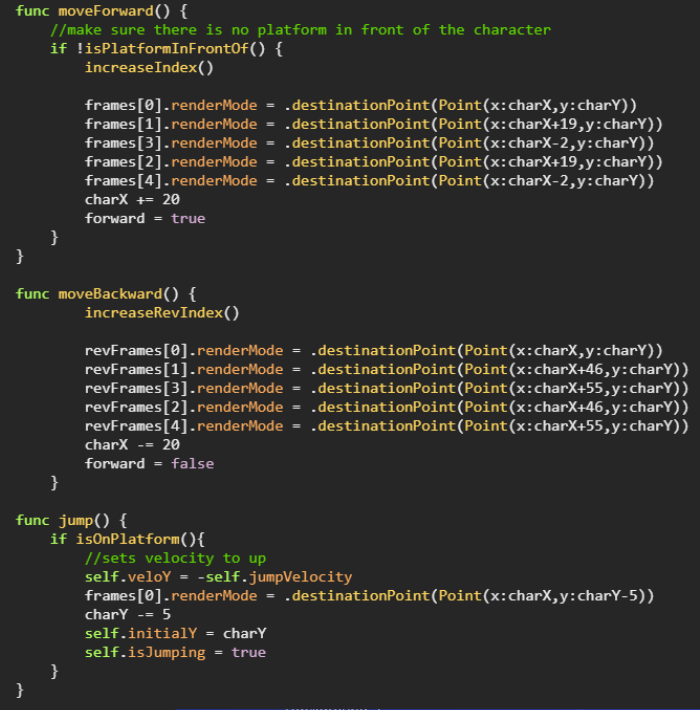 func moveForward() {
    //make sure there is no platform in front of the character
    if !isPlatformInFrontOf() {
        increaseIndex()

        frames[0].renderMode = .destinationPoint(Point(x:charX,y:charY))
        frames[1].renderMode = .destinationPoint(Point(x:charX+19,y:charY))
        frames[3].renderMode = .destinationPoint(Point(x:charX-2,y:charY))
        frames[2].renderMode = .destinationPoint(Point(x:charX+19,y:charY))
        frames[4].renderMode = .destinationPoint(Point(x:charX-2,y:charY))
        charX += 20
        forward = true
    }
}

func moveBackward() {
        increaseRevIndex()

        revFrames[0].renderMode = .destinationPoint(Point(x:charX,y:charY))
        revFrames[1].renderMode = .destinationPoint(Point(x:charX+46,y:charY))
        revFrames[3].renderMode = .destinationPoint(Point(x:charX+55,y:charY))
        revFrames[2].renderMode = .destinationPoint(Point(x:charX+46,y:charY))
        revFrames[4].renderMode = .destinationPoint(Point(x:charX+55,y:charY))
        charX -= 20
        forward = false
    }

func jump() {
    if isOnPlatform(){
        //sets velocity to up
        self.veloY = -self.jumpVelocity
        frames[0].renderMode = .destinationPoint(Point(x:charX,y:charY-5))
        charY -= 5
        self.initialY = charY
        self.isJumping = true
    }
}